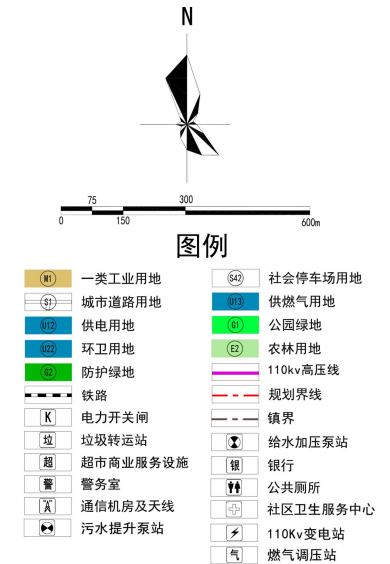 N
75 300
0 150 600m
图例
M1 一类工业用地
S1 城市道路用地
U12 供电用地
U22 环卫用地
G2 防护绿地
铁路
K 电力开关闸
垃 垃圾转运站
超 超市商业服务设施
警 警务室
通信机房及天线
污水提升泵站
S42 社会停车场用地
U13 供燃气用地
G1 公园绿地
E2 农林用地
110kv高压线
规划界线
镇界
给水加压泵站
银 银行
公共厕所
社区卫生服务中心
110Kv变电站
气 燃气调压站